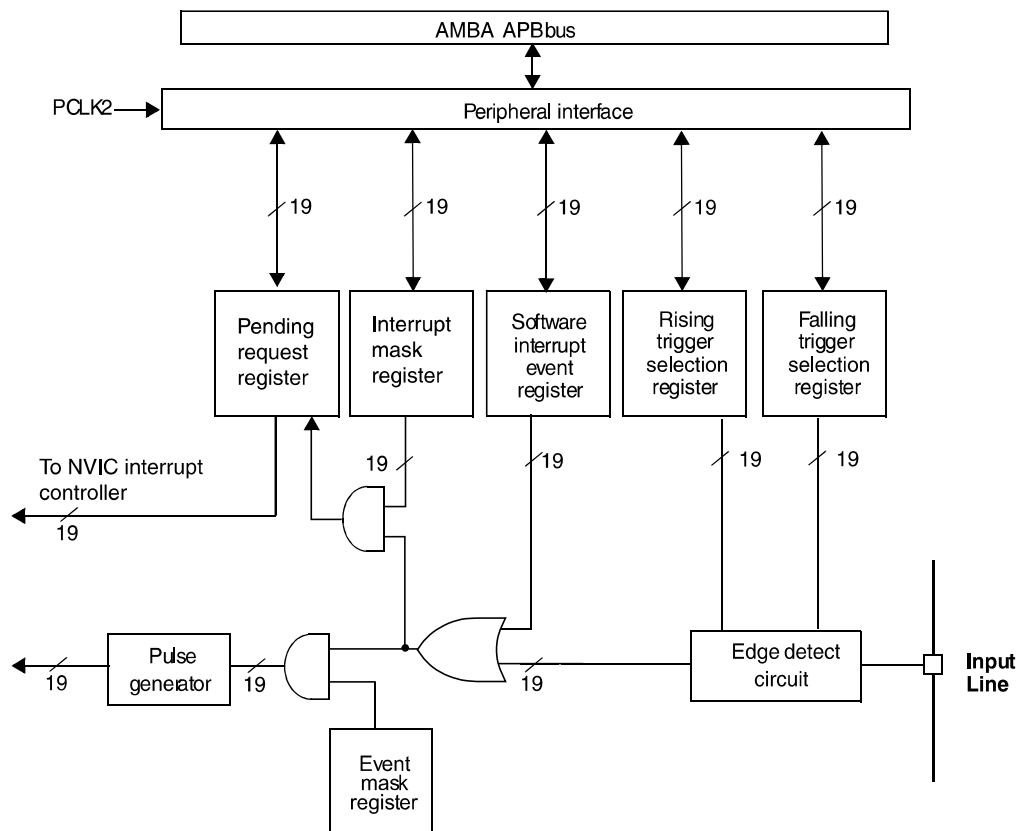 AMBA APB bus
PCLK2
Peripheral interface
19
19
19
19
19
Pending
request
register
Interrupt
mask
register
Software
interrupt
event
register
Rising
trigger
selection
register
Falling
trigger
selection
register
To NVIC interrupt
controller
19
19
19
19
19
Pulse
generator
19
19
19
Edge detect
circuit
Input
Line
Event
mask
register